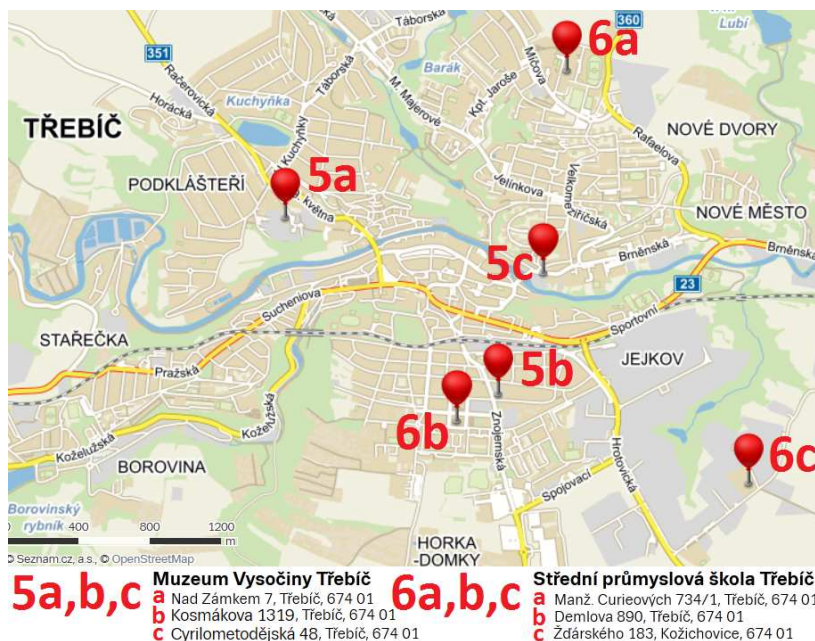 351
360
6a
Račerovická
Horácká
Kuchyňka
Táborská
Táborská
Barák
M. Majerové
Kpt. Jaroše
Míčova
Lubí
TŘEBÍČ
Rafaelova
NOVÉ DVORY
PODKLÁŠTEŘÍ
Kuchyňky
5a
května
Jelínkova
Velkomeziříčská
NOVÉ MĚSTO
5c
Brněnská
Brněnská
23
Sucheniova
Sportovní
STAŘEČKA
Pražská
5b
JEJKOV
6b
Znojemská
Koželužská
Koželužská
BOROVINA
Hrotovická
6c
Spojovací
Borovinský
rybník
0 400 800 1200
m
HORKA
-DOMKY
© Seznam.cz, a.s., © OpenStreetMap
5a,b,c
Muzeum Vysočiny Třebíč
a Nad Zámkem 7, Třebíč, 674 01
b Kosmákova 1319, Třebíč, 674 01
c Cyrilometodějská 48, Třebíč, 674 01
6a,b,c
Střední průmyslová škola Třebíč
a Manž. Curieových 734/1, Třebíč, 674 01
b Demlova 890, Třebíč, 674 01
c Žďárského 183, Kožichovice, 674 01